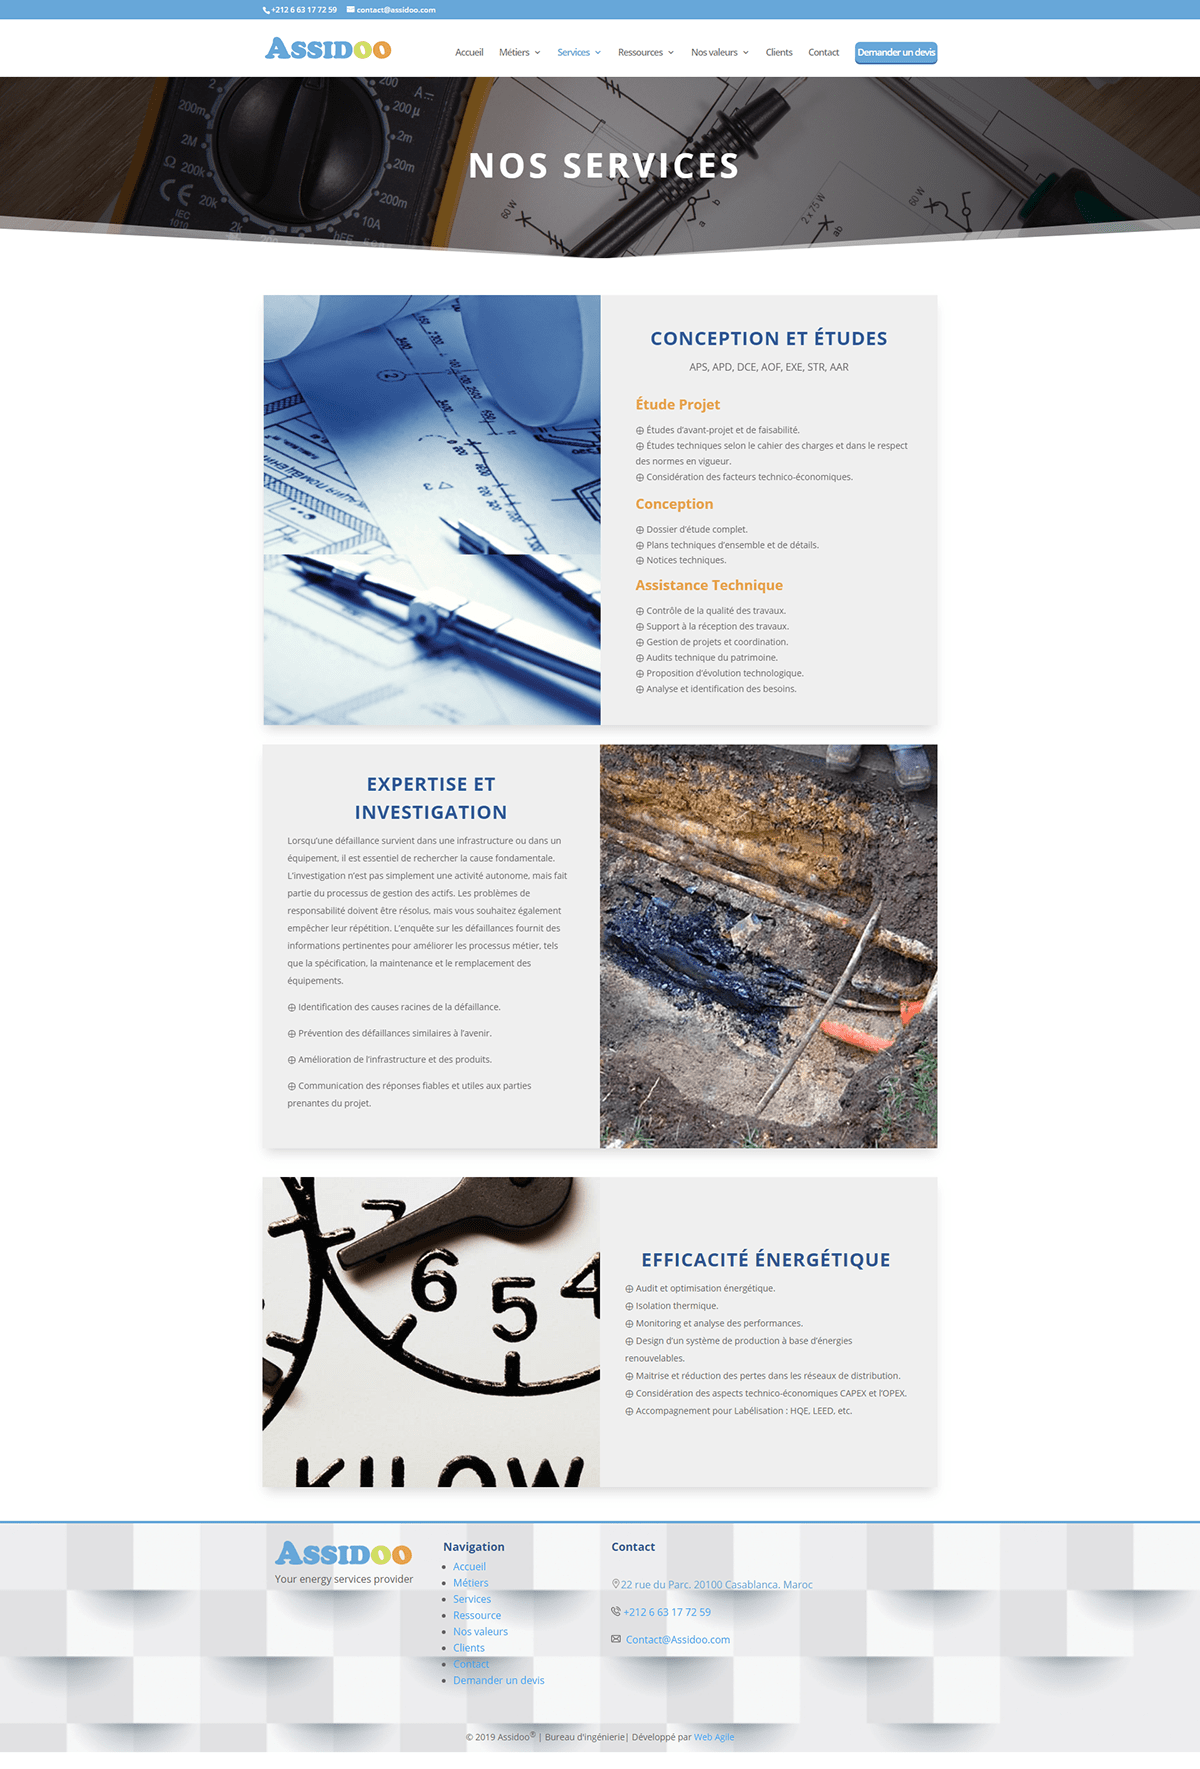 +212 6 63 17 72 59 contact@assidoo.com
ASSIDOO
Accueil Métiers Services Ressources Nos valeurs Clients Contact Demander un devis
NOS SERVICES
CONCEPTION ET ÉTUDES
APS, APD, DCE, AOF, EXE, STR, AAR
Étude Projet
⊕ Études d’avant-projet et de faisabilité.
⊕ Études techniques selon le cahier des charges et dans le respect
des normes en vigueur.
⊕ Considération des facteurs technico-économiques.
Conception
⊕ Dossier d’étude complet.
⊕ Plans techniques d’ensemble et de détails.
⊕ Notices techniques.
Assistance Technique
⊕ Contrôle de la qualité des travaux.
⊕ Support à la réception des travaux.
⊕ Gestion de projets et coordination.
⊕ Audits technique du patrimoine.
⊕ Proposition d’évolution technologique.
⊕ Analyse et identification des besoins.
EXPERTISE ET
INVESTIGATION
Lorsqu’une défaillance survient dans une infrastructure ou dans un
équipement, il est essentiel de rechercher la cause fondamentale.
L’investigation n’est pas simplement une activité autonome, mais fait
partie du processus de gestion des actifs. Les problèmes de
responsabilité doivent être résolus, mais vous souhaitez également
empêcher leur répétition. L’enquête sur les défaillances fournit des
informations pertinentes pour améliorer les processus métier, tels
que la spécification, la maintenance et le remplacement des
équipements.
⊕ Identification des causes racines de la défaillance.
⊕ Prévention des défaillances similaires à l’avenir.
⊕ Amélioration de l’infrastructure et des produits.
⊕ Communication des réponses fiables et utiles aux parties
prenantes du projet.
7 6 5 4
KILOW
EFFICACITÉ ÉNERGÉTIQUE
⊕ Audit et optimisation énergétique.
⊕ Isolation thermique.
⊕ Monitoring et analyse des performances.
⊕ Design d’un système de production à base d’énergies
renouvelables.
⊕ Maitrise et réduction des pertes dans les réseaux de distribution.
⊕ Considération des aspects technico-économiques CAPEX et l’OPEX.
⊕ Accompagnement pour Labélisation : HQE, LEED, etc.
ASSIDOO
Your energy services provider
Navigation
Accueil
Métiers
Services
Ressource
Nos valeurs
Clients
Contact
Demander un devis
Contact
22 rue du Parc. 20100 Casablanca. Maroc
+212 6 63 17 72 59
Contact@Assidoo.com
© 2019 Assidoo® | Bureau d'ingénierie| Développé par Web Agile